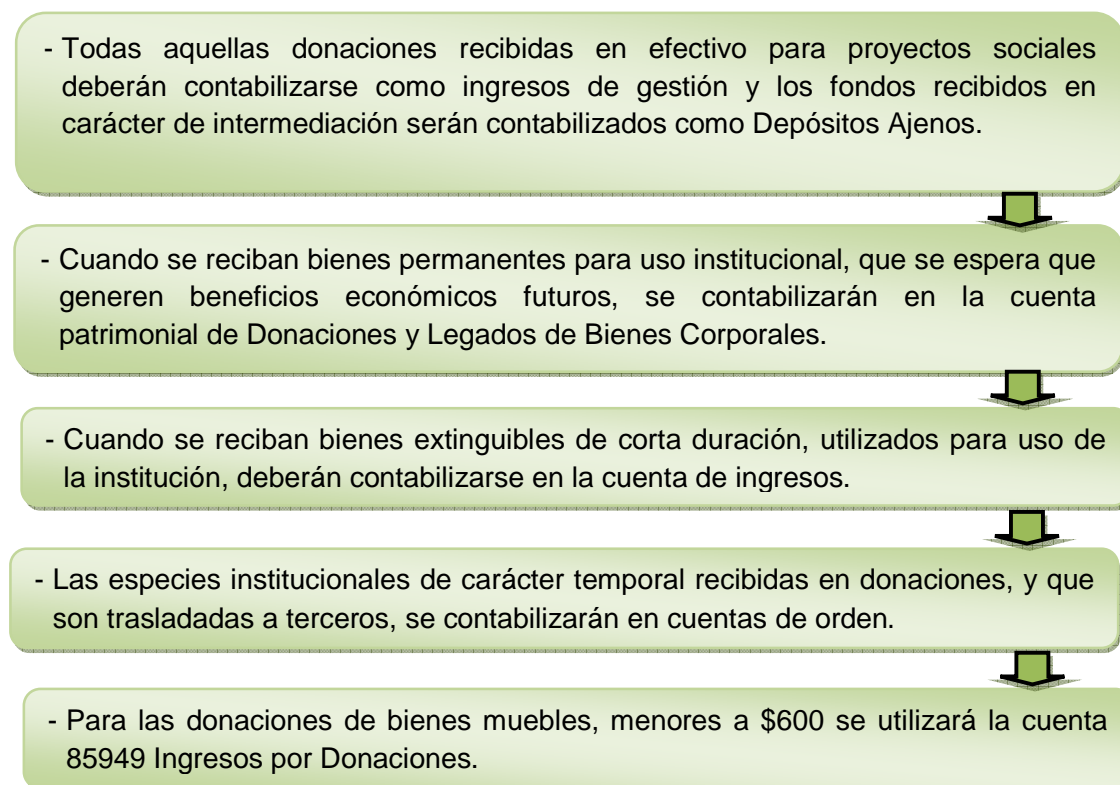 - Todas aquellas donaciones recibidas en efectivo para proyectos sociales
deberán contabilizarse como ingresos de gestión y los fondos recibidos en
carácter de intermediación serán contabilizados como Depósitos Ajenos.
- Cuando se reciban bienes permanentes para uso institucional, que se espera que
generen beneficios económicos futuros, se contabilizarán en la cuenta
patrimonial de Donaciones y Legados de Bienes Corporales.
- Cuando se reciban bienes extinguibles de corta duración, utilizados para uso de
la institución, deberán contabilizarse en la cuenta de ingresos.
- Las especies institucionales de carácter temporal recibidas en donaciones, y que
son trasladadas a terceros, se contabilizarán en cuentas de orden.
- Para las donaciones de bienes muebles, menores a $600 se utilizará la cuenta
85949 Ingresos por Donaciones.